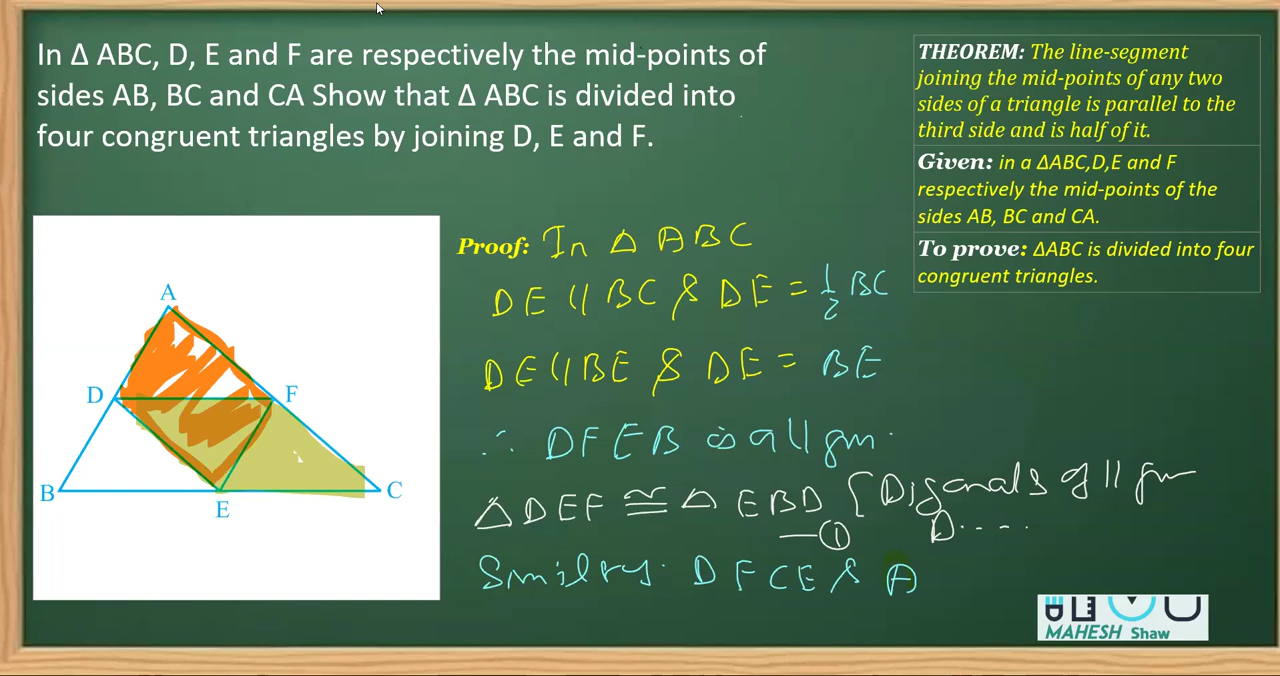 In Δ ABC, D, E and F are respectively the mid-points of
sides AB, BC and CA Show that Δ ABC is divided into
four congruent triangles by joining D, E and F.
THEOREM: The line-segment
joining the mid-points of any two
sides of a triangle is parallel to the
third side and is half of it.
Given: in a ΔABC,D,E and F
respectively the mid-points of the
sides AB, BC and CA.
To prove: ΔABC is divided into four
congruent triangles.
A
D
F
B
C
E
Proof: In Δ ABC
DE || BC & DE = 1/2 BC
DE || BE & DE = BE
∴ DFEB is a || gm.
Δ DEF ≅ Δ EBD { Digonals of || gm
— ① D....
Smilry. DFCE & A
MAHESH Shaw